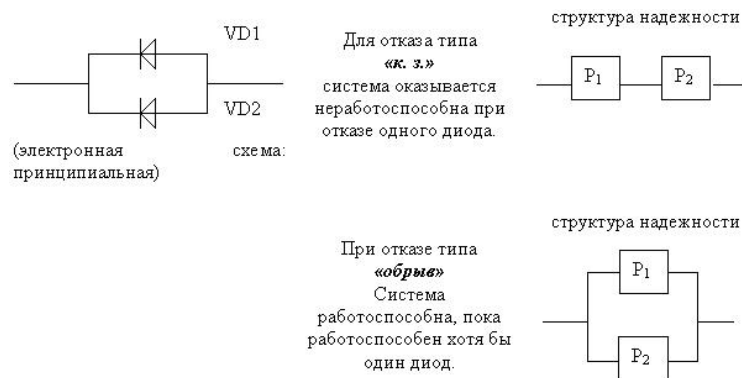 VD1
VD2
(электронная схема:
принципиальная)
Для отказа типа
«к. з.»
система оказывается
неработоспособна при
отказе одного диода.
структура надежности
P1 P2
При отказе типа
«обрыв»
Система
работоспособна, пока
работоспособен хотя бы
один диод.
структура надежности
P1
P2